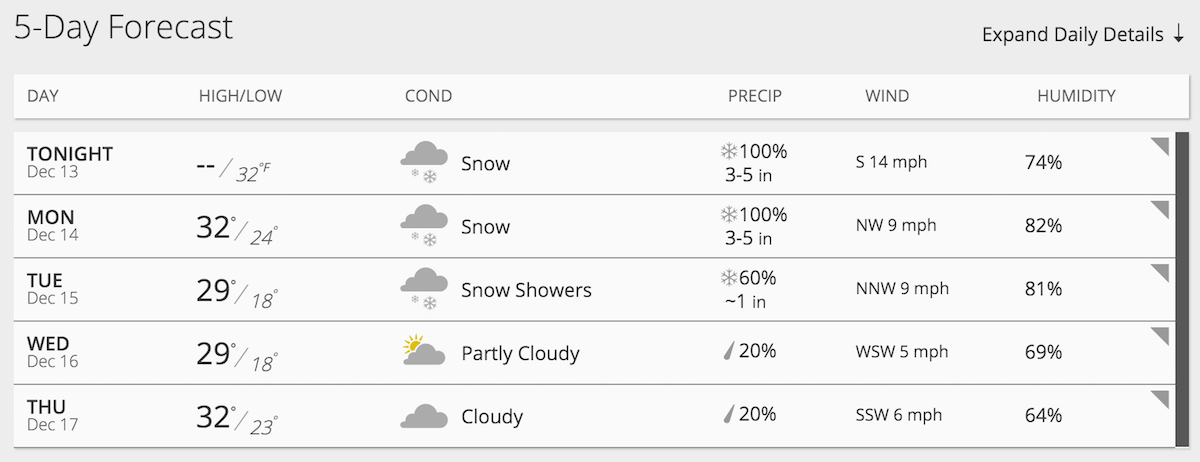 5-Day Forecast
Expand Daily Details ↓
DAY HIGH/LOW COND PRECIP WIND HUMIDITY
TONIGHT
Dec 13
-- / 32°F
Snow
100%
3-5 in
S 14 mph
74%
MON
Dec 14
32° / 24°
Snow
100%
3-5 in
NW 9 mph
82%
TUE
Dec 15
29° / 18°
Snow Showers
60%
~1 in
NNW 9 mph
81%
WED
Dec 16
29° / 18°
Partly Cloudy
20%
WSW 5 mph
69%
THU
Dec 17
32° / 23°
Cloudy
20%
SSW 6 mph
64%